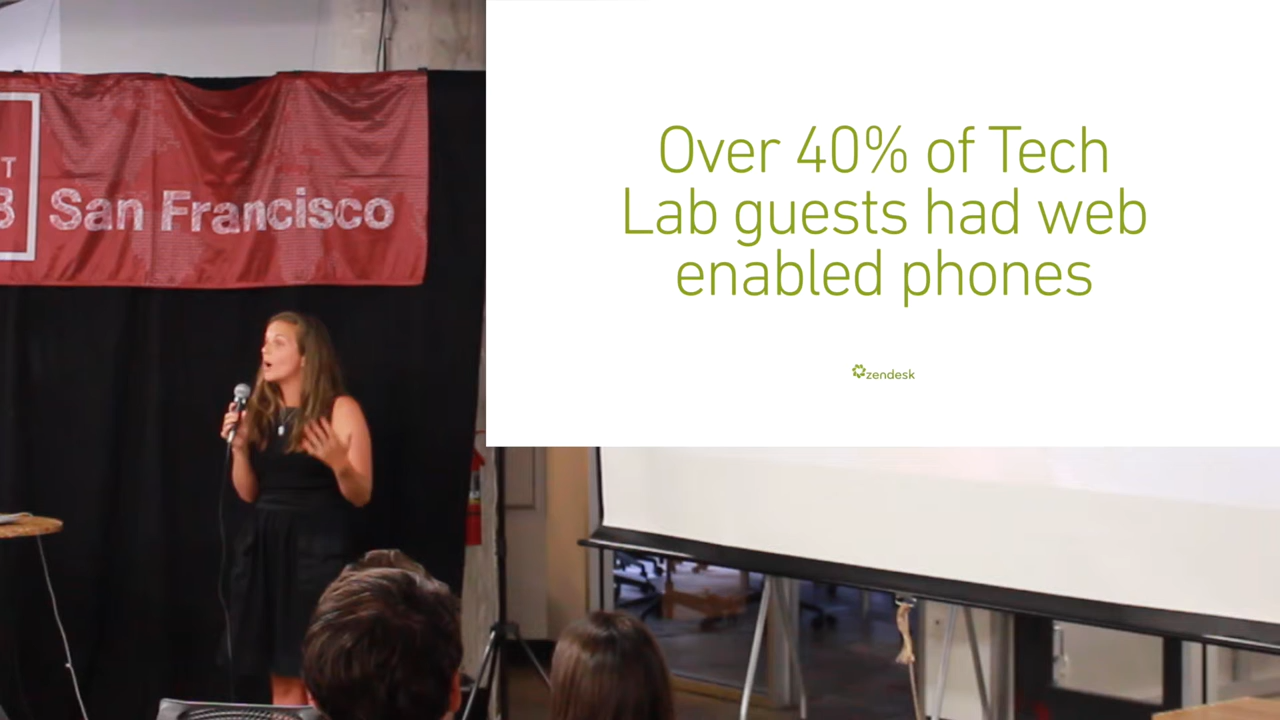 San Francisco
Over 40% of Tech
Lab guests had web
enabled phones
zendesk